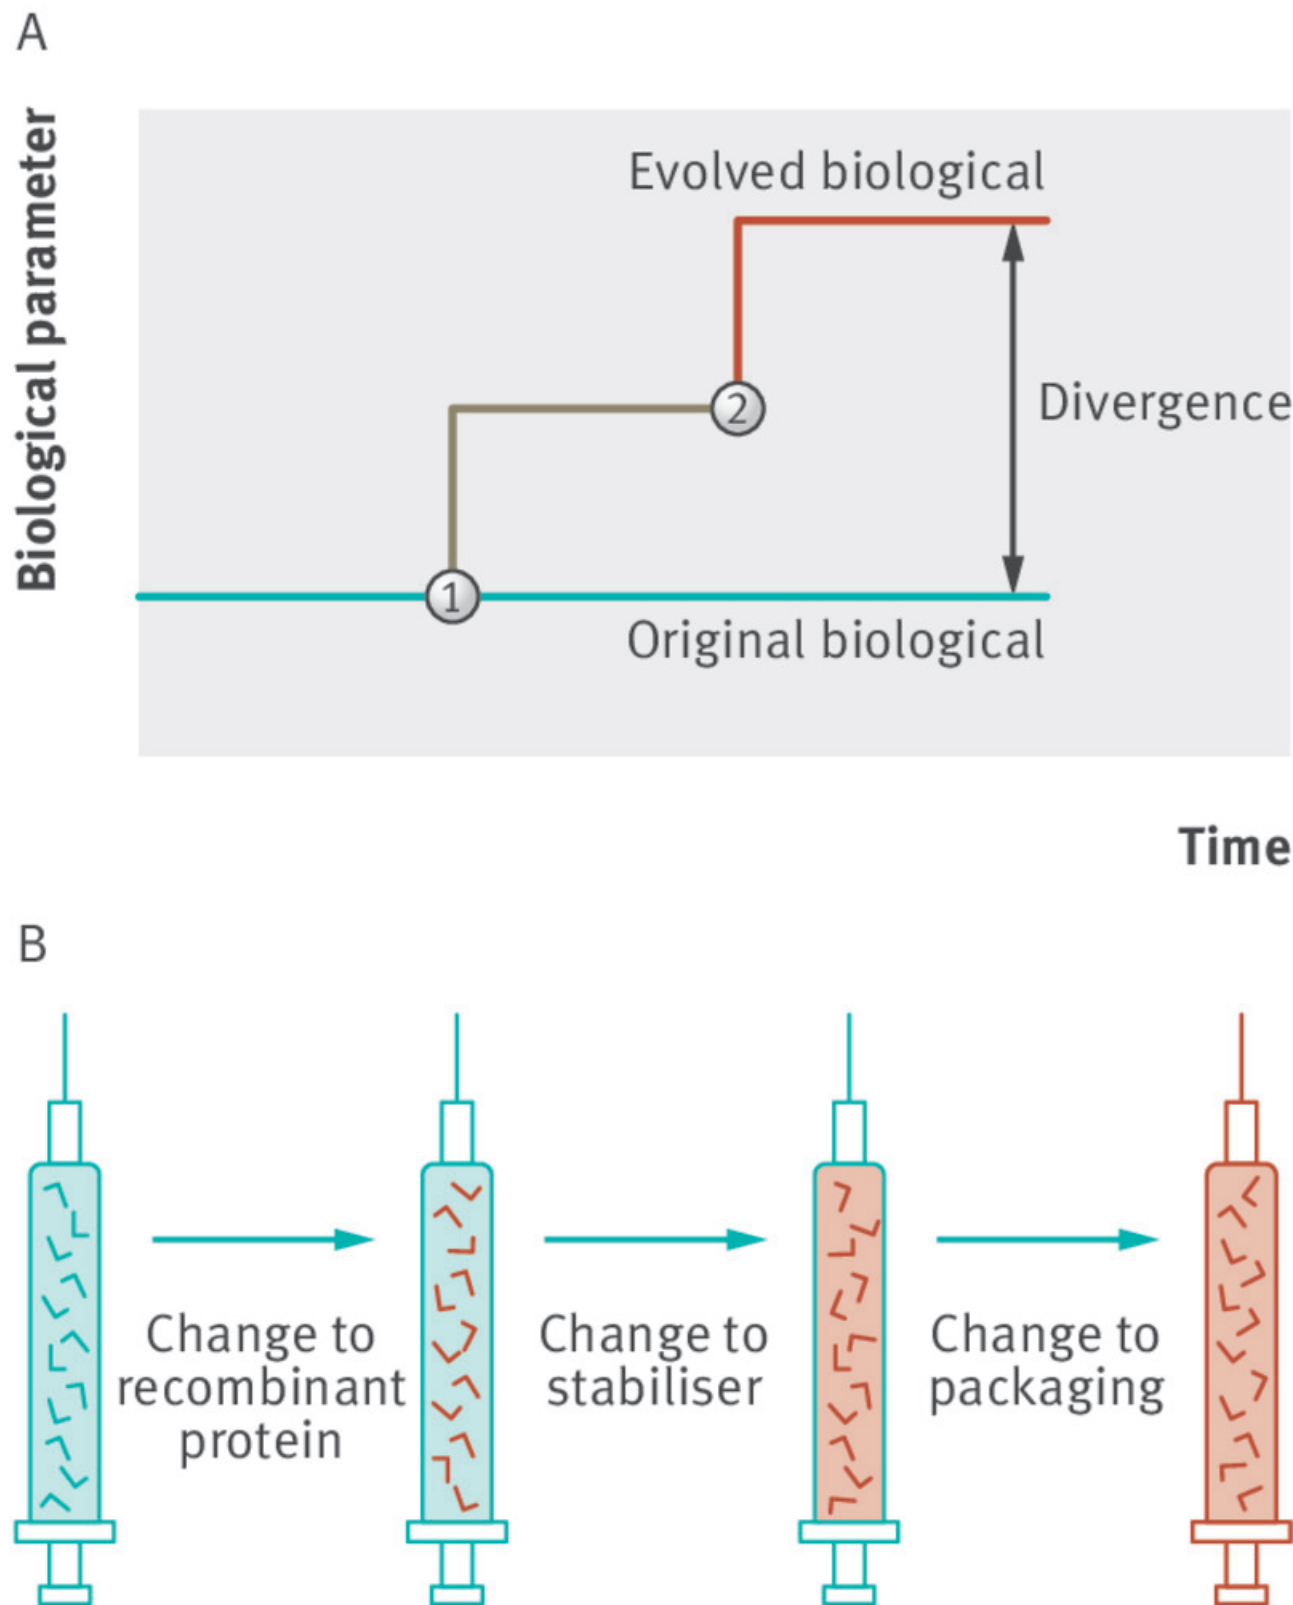 A
Biological parameter
Evolved biological
2
Divergence
1
Original biological
Time
B
Change to
recombinant
protein
Change to
stabiliser
Change to
packaging